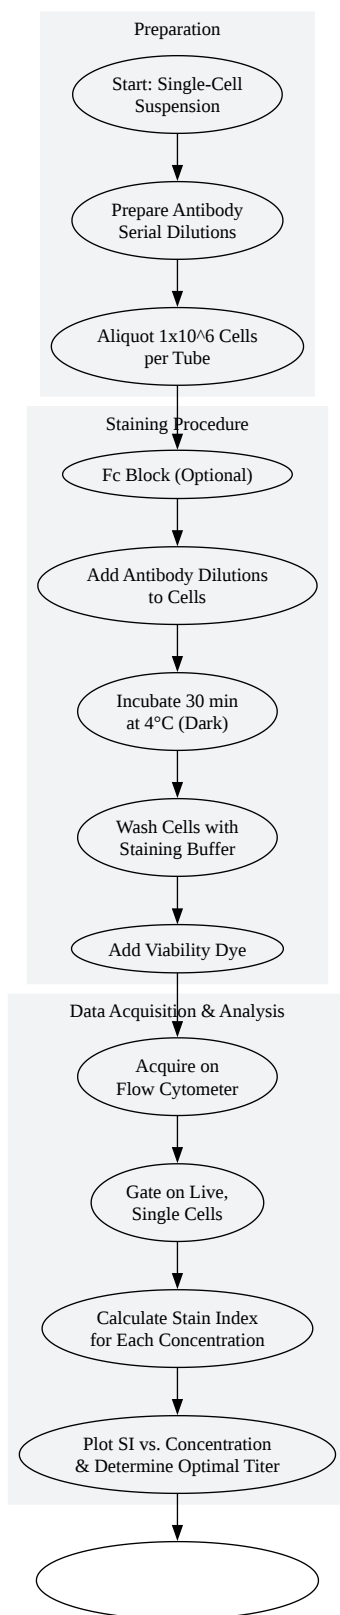 Preparation
Start: Single-Cell
Suspension
Prepare Antibody
Serial Dilutions
Aliquot 1x10^6 Cells
per Tube
Staining Procedure
Fc Block (Optional)
Add Antibody Dilutions
to Cells
Incubate 30 min
at 4°C (Dark)
Wash Cells with
Staining Buffer
Add Viability Dye
Data Acquisition & Analysis
Acquire on
Flow Cytometer
Gate on Live,
Single Cells
Calculate Stain Index
for Each Concentration
Plot SI vs. Concentration
& Determine Optimal Titer